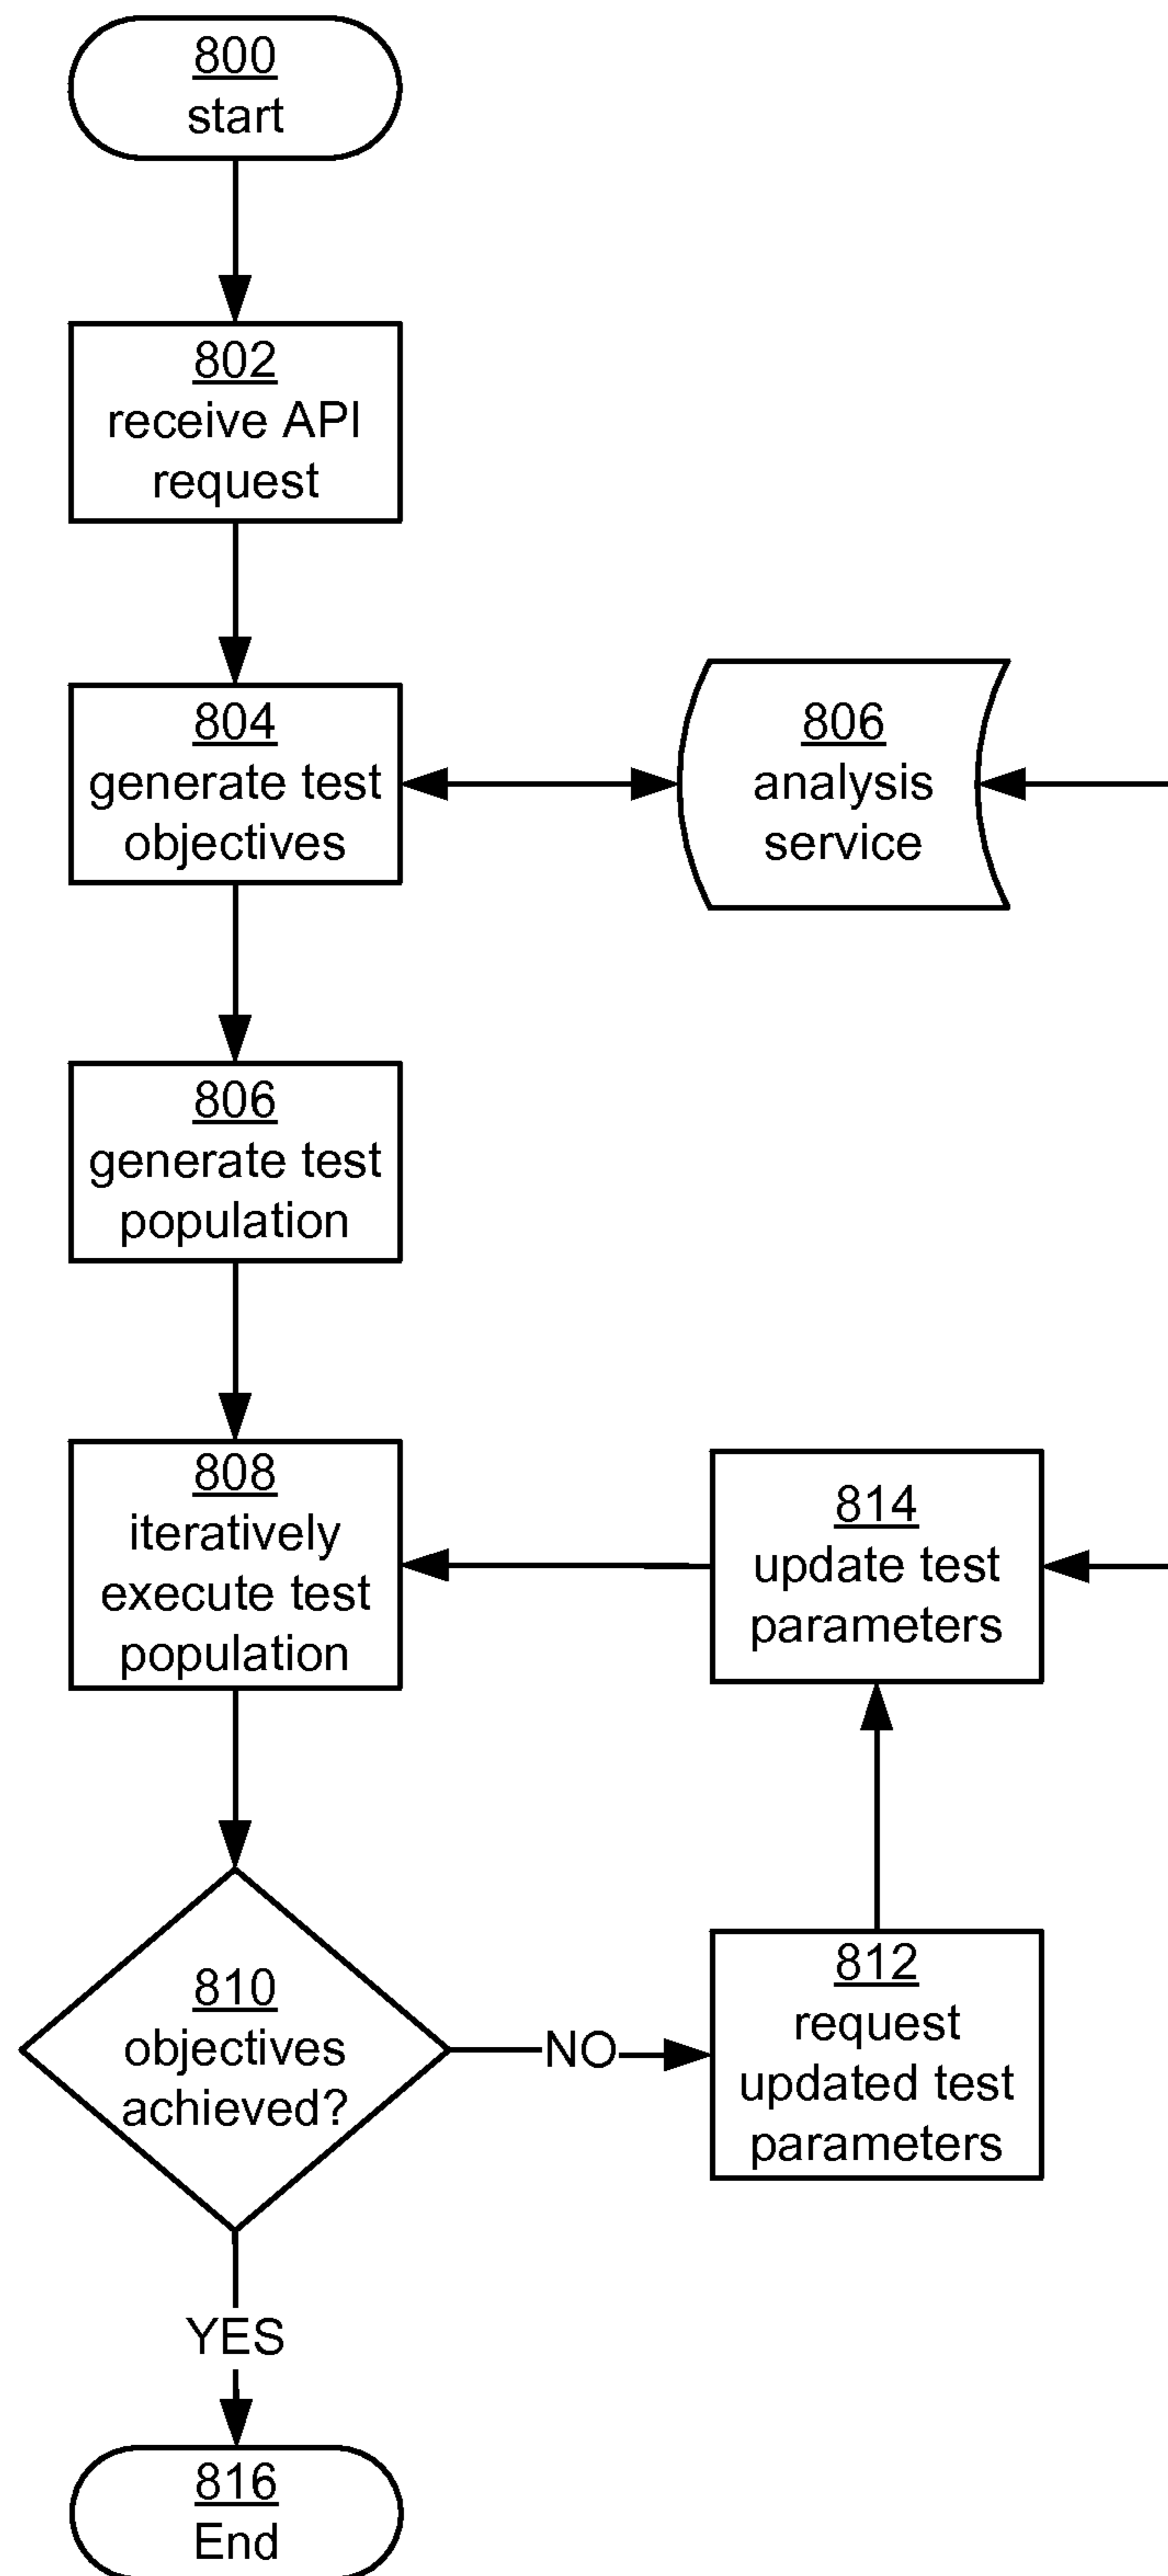 800
start
802
receive API
request
804
generate test
objectives
806
analysis
service
806
generate test
population
808
iteratively
execute test
population
814
update test
parameters
810
objectives
achieved?
NO
812
request
updated test
parameters
YES
816
End